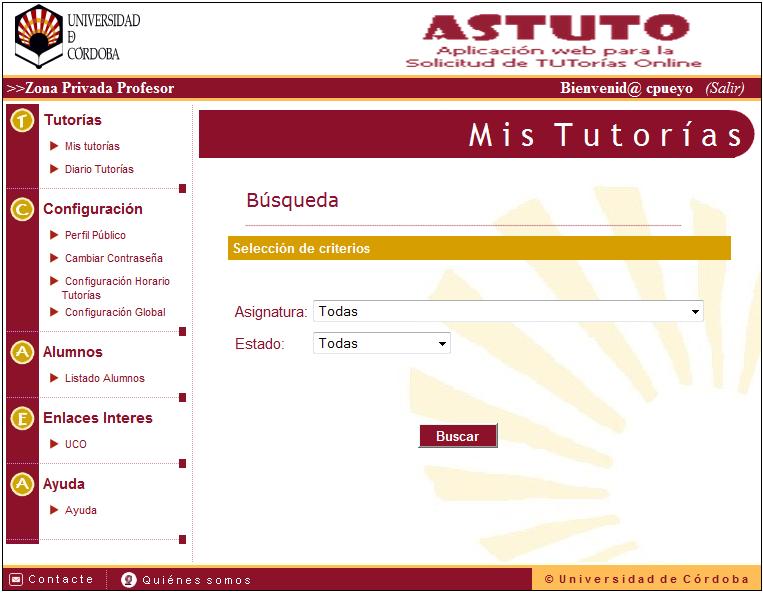 UNIVERSIDAD
D
CÓRDOBA
ASTUTO
Aplicación web para la
Solicitud de TUTorías Online
>>Zona Privada Profesor
Bienvenid@ cpueyo (Salir)
T Tutorías
Mis tutorías
Diario Tutorías
C Configuración
Perfil Público
Cambiar Contraseña
Configuración Horario
Tutorías
Configuración Global
A Alumnos
Listado Alumnos
E Enlaces Interes
UCO
A Ayuda
Ayuda
Mis Tutorías
Búsqueda
Selección de criterios
Asignatura: Todas
Estado: Todas
Buscar
Contacte
Quiénes somos
© Universidad de Córdoba